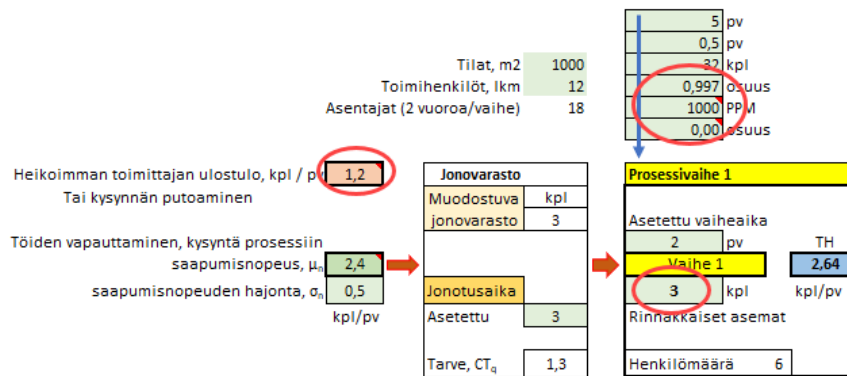 5 pv
0,5 pv
Tilat, m2 1000 32 kpl
Toimihenkilöt, lkm 12 0,997 osuus
Asentajat (2 vuoroa/vaihe) 18 1000 PPM
0,00 osuus
Heikoimman toimittajan ulostulo, kpl / pv 1,2 Jonovarasto Prosessivaihe 1
Tai kysynnän putoaminen Muodostuva kpl
jonovarasto 3 Asetettu vaiheaika
Töiden vapauttaminen, kysyntä prosessiin 2 pv TH
saapumisnopeus, µn 2,4 Vaihe 1 2,64
saapumisnopeuden hajonta, σn 0,5 Jonotusaika 3 kpl kpl/pv
kpl/pv Asetettu 3 Rinnakkaiset asemat
Tarve, CTq 1,3 Henkilömäärä 6